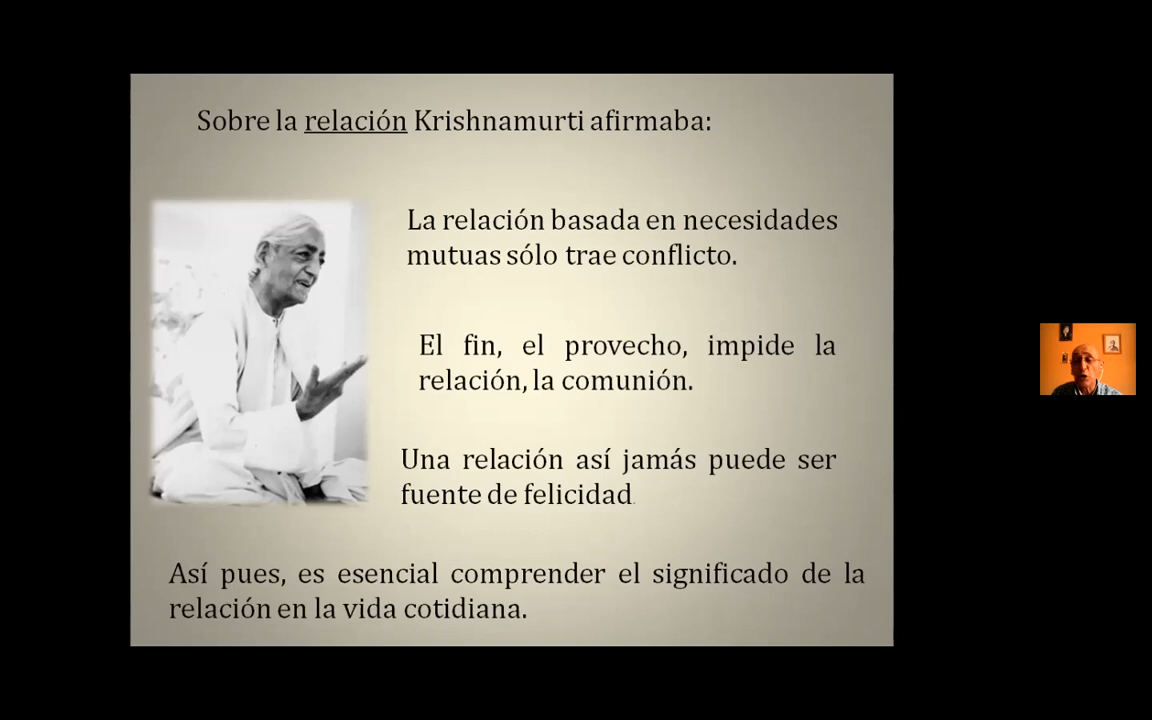 Sobre la relación Krishnamurti afirmaba:
La relación basada en necesidades
mutuas sólo trae conflicto.
El fin, el provecho, impide la
relación, la comunión.
Una relación así jamás puede ser
fuente de felicidad.
Así pues, es esencial comprender el significado de la
relación en la vida cotidiana.